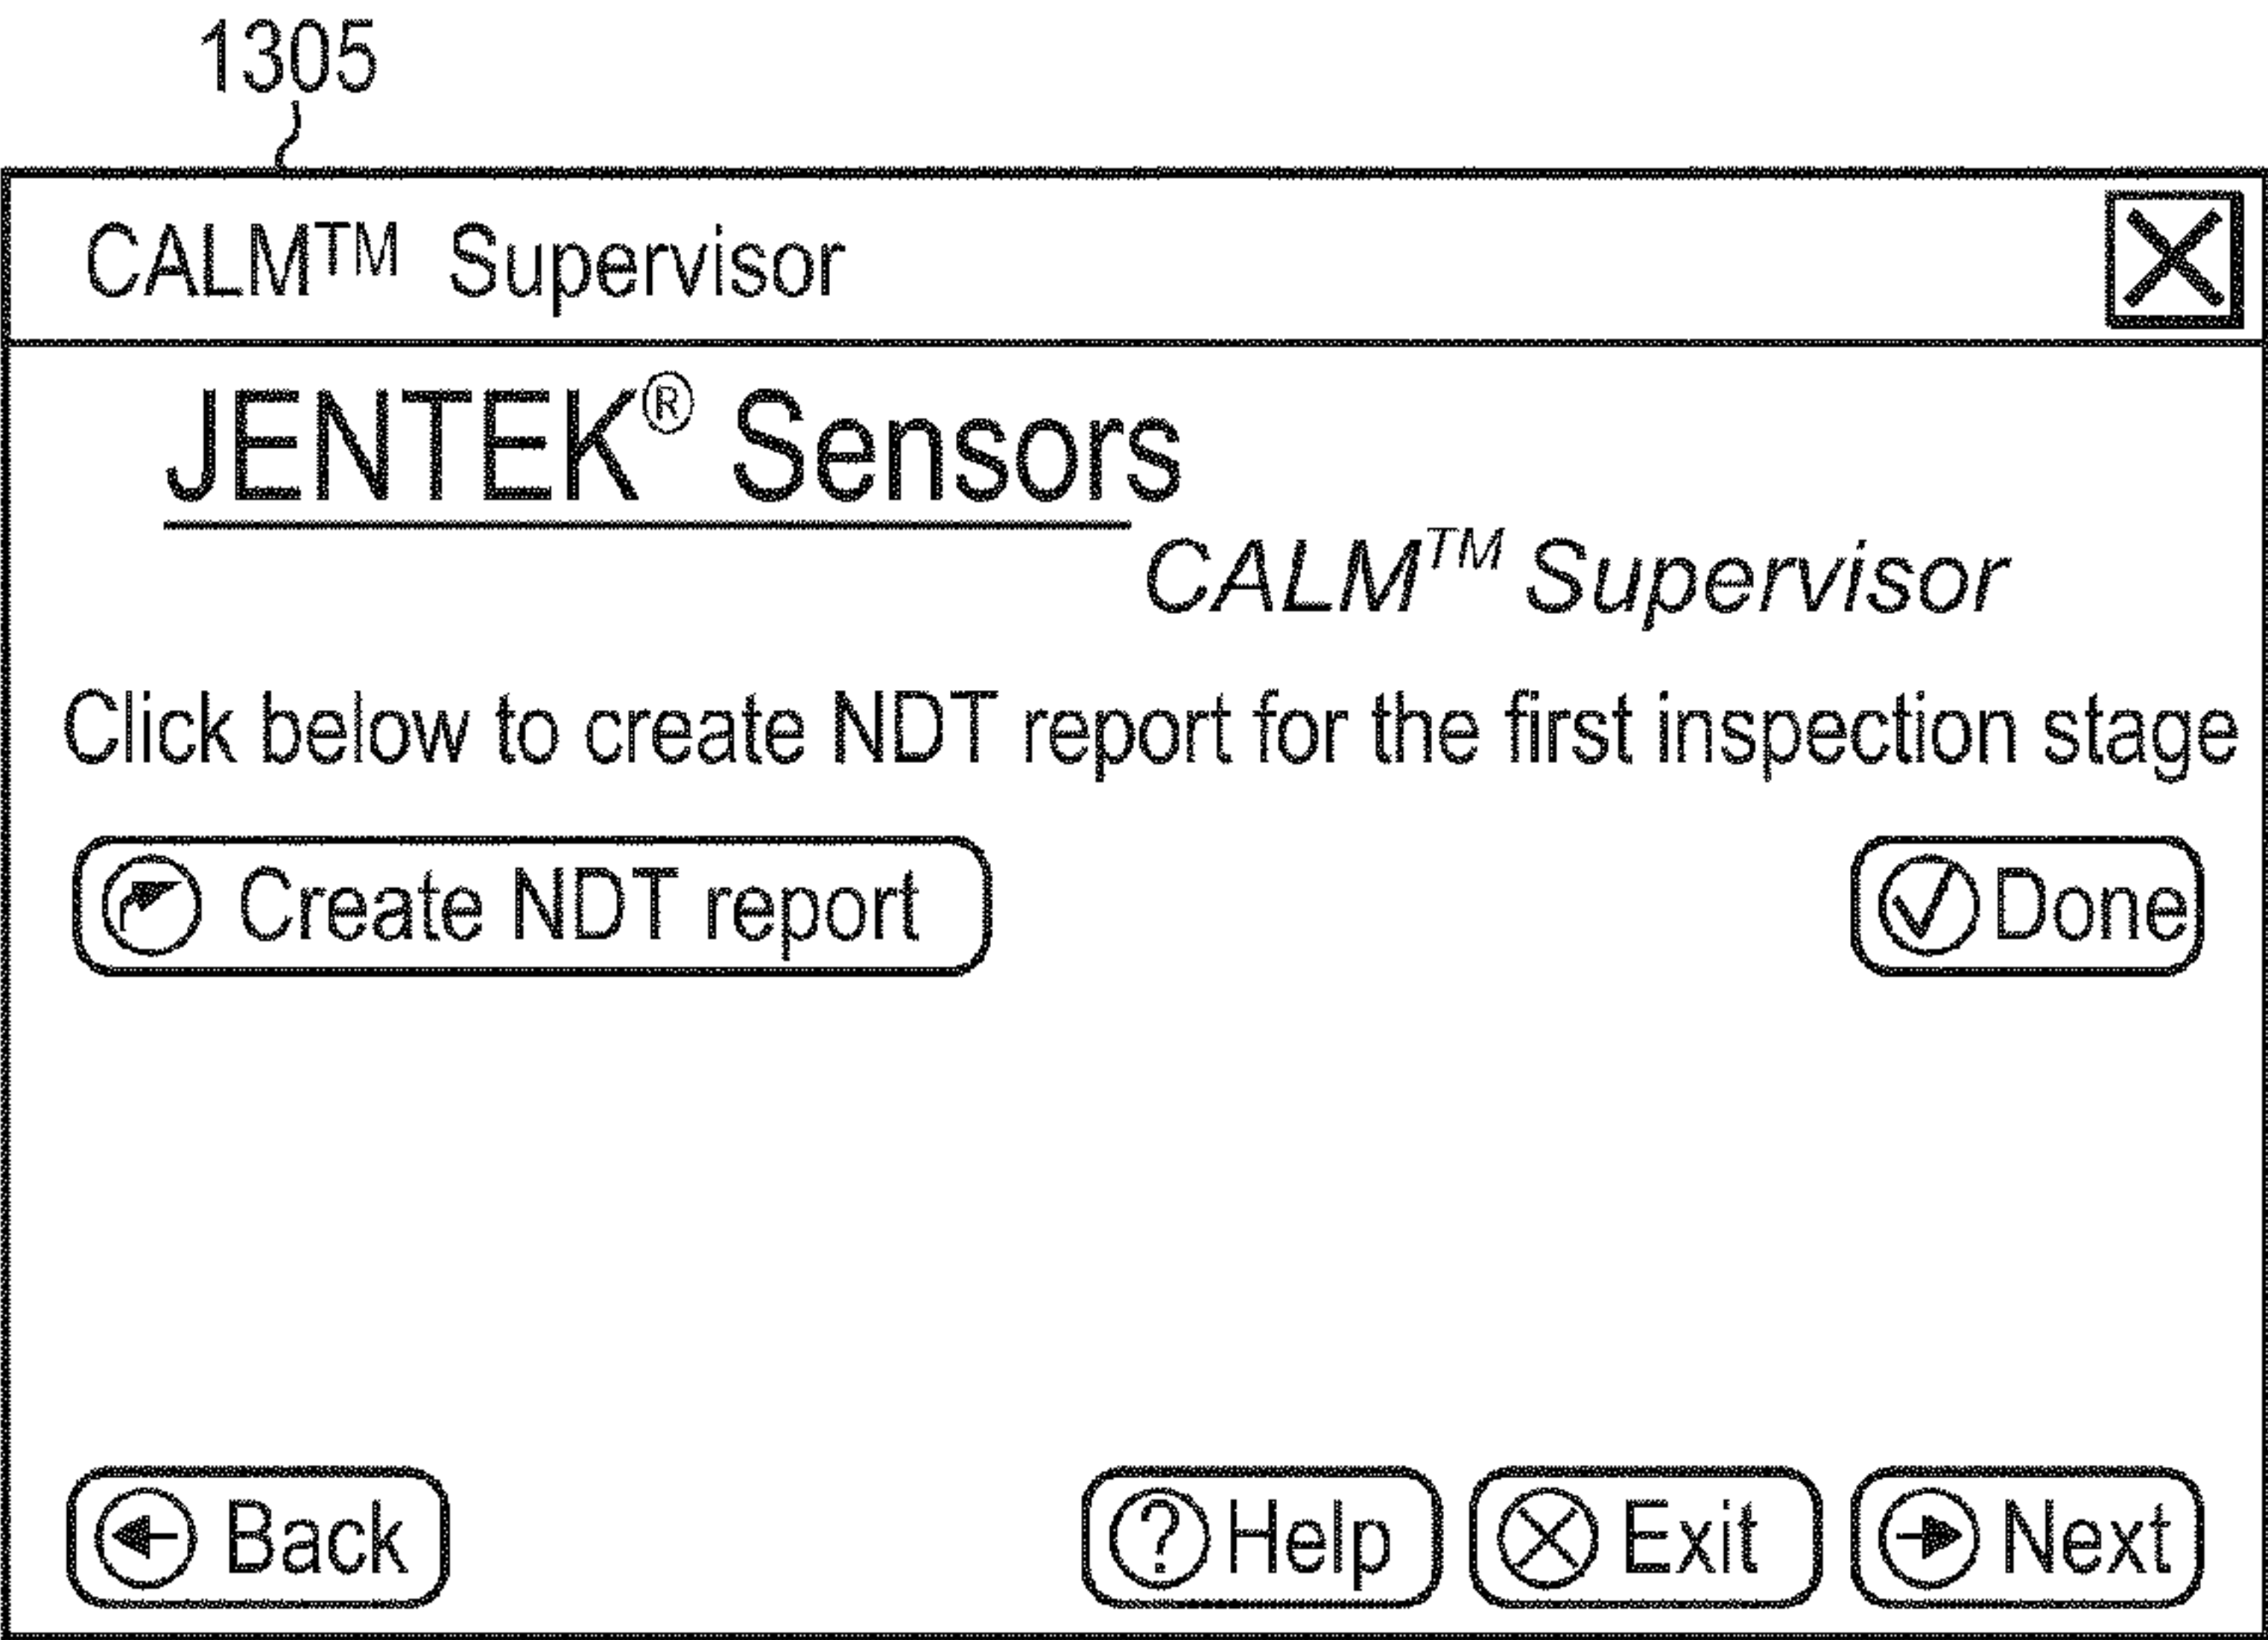 1305
CALM™ Supervisor
JENTEK® Sensors
CALM™ Supervisor
Click below to create NDT report for the first inspection stage
Create NDT report Done
Back ? Help Exit Next